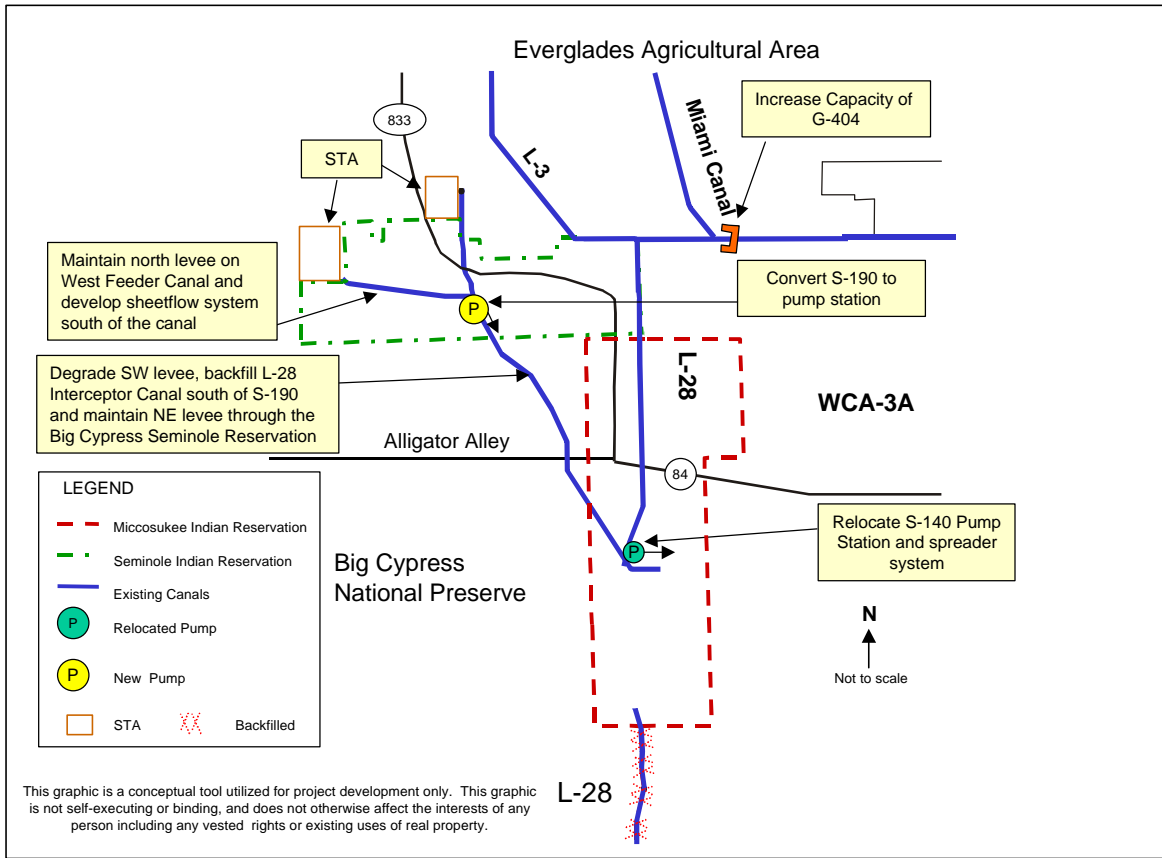 Everglades Agricultural Area
833
STA
L-3
Miami Canal
Increase Capacity of
G-404
Maintain north levee on
West Feeder Canal and
develop sheetflow system
south of the canal
Convert S-190 to
pump station
P
Degrade SW levee, backfill L-28
Interceptor Canal south of S-190
and maintain NE levee through the
Big Cypress Seminole Reservation
L-28
WCA-3A
Alligator Alley
84
LEGEND
Miccosukee Indian Reservation
Seminole Indian Reservation
Existing Canals
P
Relocated Pump
P
New Pump
STA
Backfilled
Big Cypress
National Preserve
P
Relocate S-140 Pump
Station and spreader
system
N
Not to scale
L-28
This graphic is a conceptual tool utilized for project development only. This graphic
is not self-executing or binding, and does not otherwise affect the interests of any
person including any vested rights or existing uses of real property.